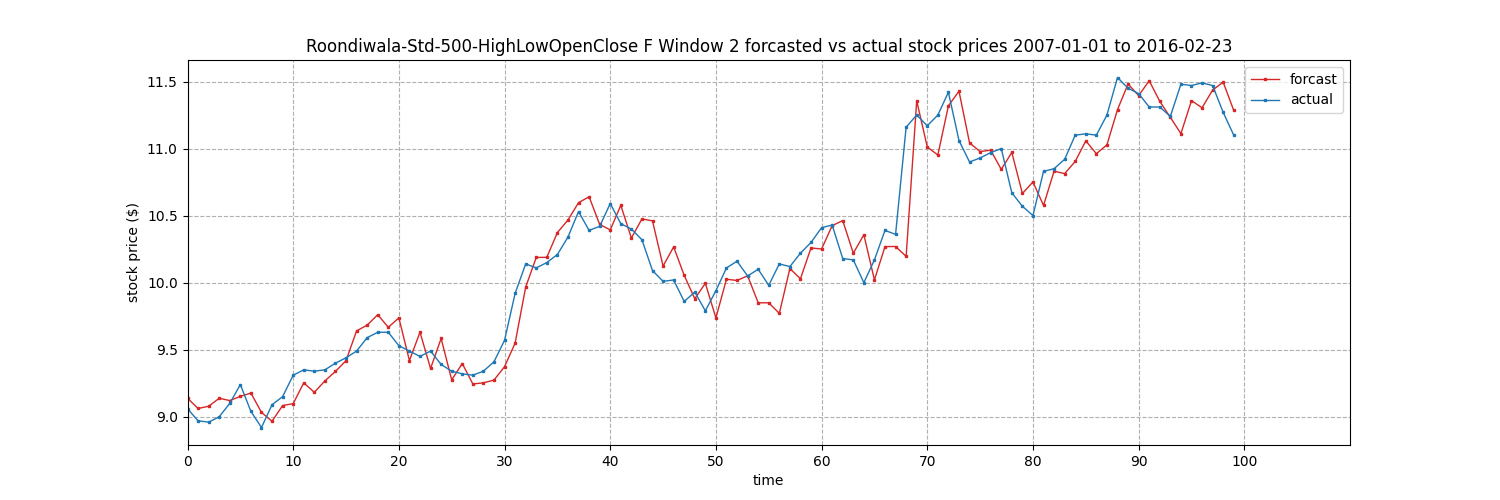 Roondiwala-Std-500-HighLowOpenClose F Window 2 forcasted vs actual stock prices 2007-01-01 to 2016-02-23
forcast
actual
stock price ($)
11.5
11.0
10.5
10.0
9.5
9.0
0 10 20 30 40 50 60 70 80 90 100
time